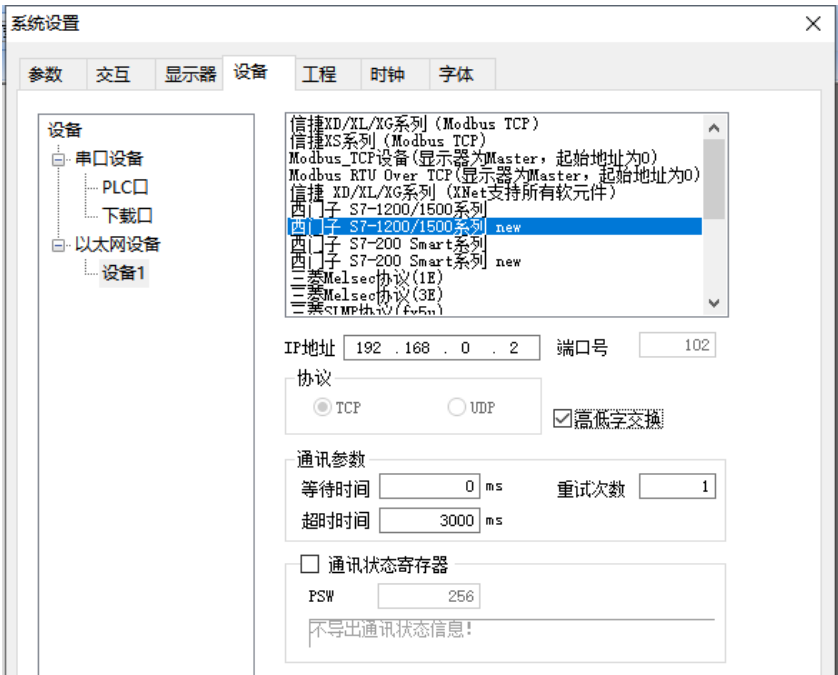 系统设置
参数 交互 显示器 设备 工程 时钟 字体
设备
串口设备
PLC口
下载口
以太网设备
设备1
信捷XD/XL/XG系列 (Modbus TCP)
信捷XS系列 (Modbus TCP)
Modbus_TCP设备(显示器为Master，起始地址为0)
Modbus RTU Over TCP(显示器为Master，起始地址为0)
信捷 XD/XL/XG系列 (XNet支持所有软元件)
西门子 S7-1200/1500系列
西门子 S7-1200/1500系列 new
西门子 S7-200 Smart系列
西门子 S7-200 Smart系列 new
三菱Melsec协议(1E)
三菱Melsec协议(3E)
三菱SLMP协议(fx5u)
IP地址 192 .168 . 0 . 2 端口号 102
协议
TCP UDP
高低字交换
通讯参数
等待时间 0 ms 重试次数 1
超时时间 3000 ms
通讯状态寄存器
PSW 256
不导出通讯状态信息!